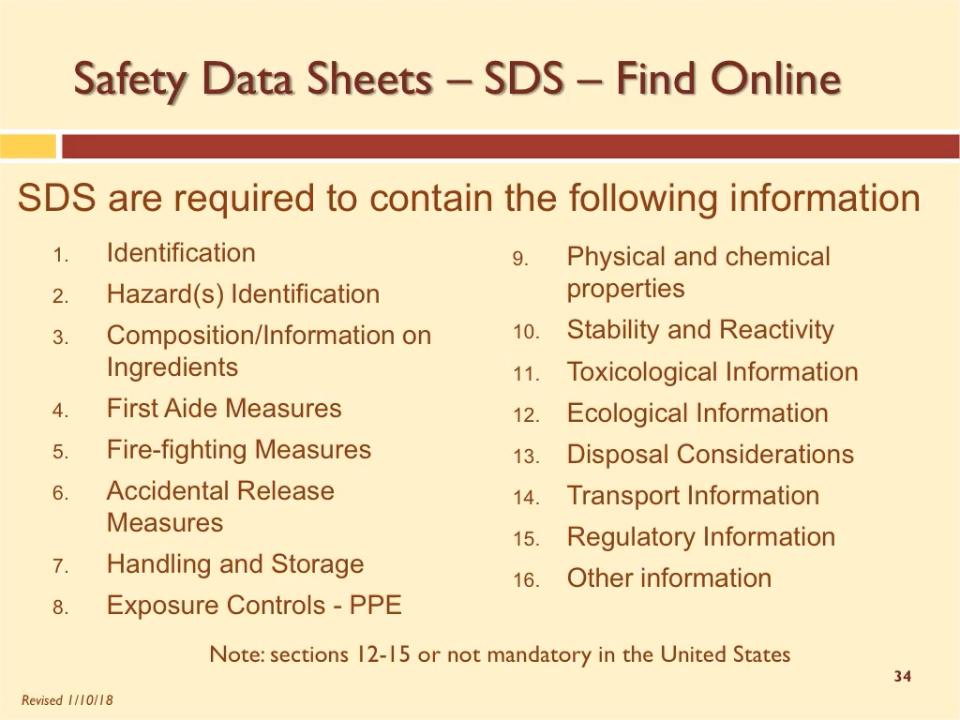 Safety Data Sheets – SDS – Find Online
SDS are required to contain the following information
1. Identification
2. Hazard(s) Identification
3. Composition/Information on
Ingredients
4. First Aide Measures
5. Fire-fighting Measures
6. Accidental Release
Measures
7. Handling and Storage
8. Exposure Controls - PPE
9. Physical and chemical
properties
10. Stability and Reactivity
11. Toxicological Information
12. Ecological Information
13. Disposal Considerations
14. Transport Information
15. Regulatory Information
16. Other information
Note: sections 12-15 or not mandatory in the United States
34
Revised 1/10/18